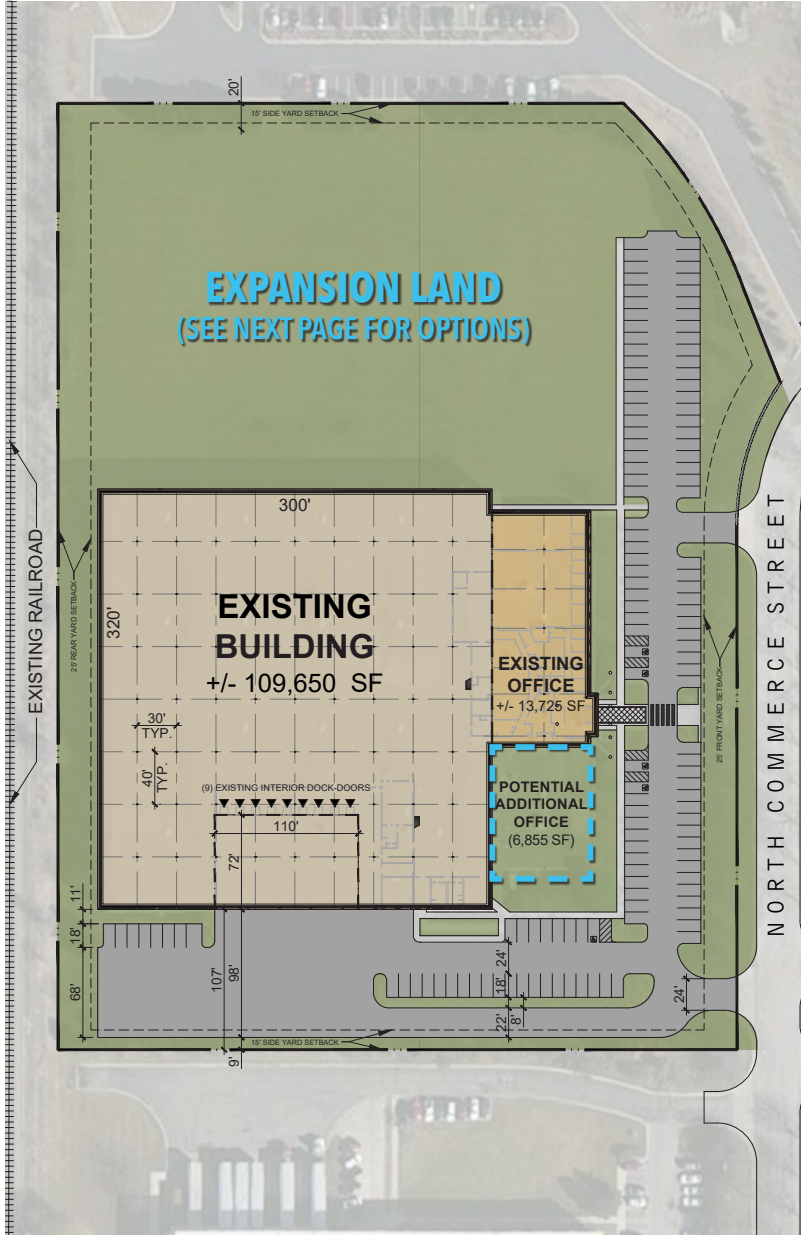 20'
15' SIDE YARD SETBACK
EXPANSION LAND
(SEE NEXT PAGE FOR OPTIONS)
EXISTING RAILROAD
25' REAR YARD SETBACK
300'
320'
EXISTING
BUILDING
+/- 109,650 SF
EXISTING
OFFICE
+/- 13,725 SF
30'
TYP.
40'
TYP.
(9) EXISTING INTERIOR DOCK-DOORS
110'
72'
POTENTIAL
ADDITIONAL
OFFICE
(6,855 SF)
25' FRONT YARD SETBACK
NORTH COMMERCE STREET
11'
18'
68'
107'
98'
9'
24'
18'
22'
8'
24'
15' SIDE YARD SETBACK